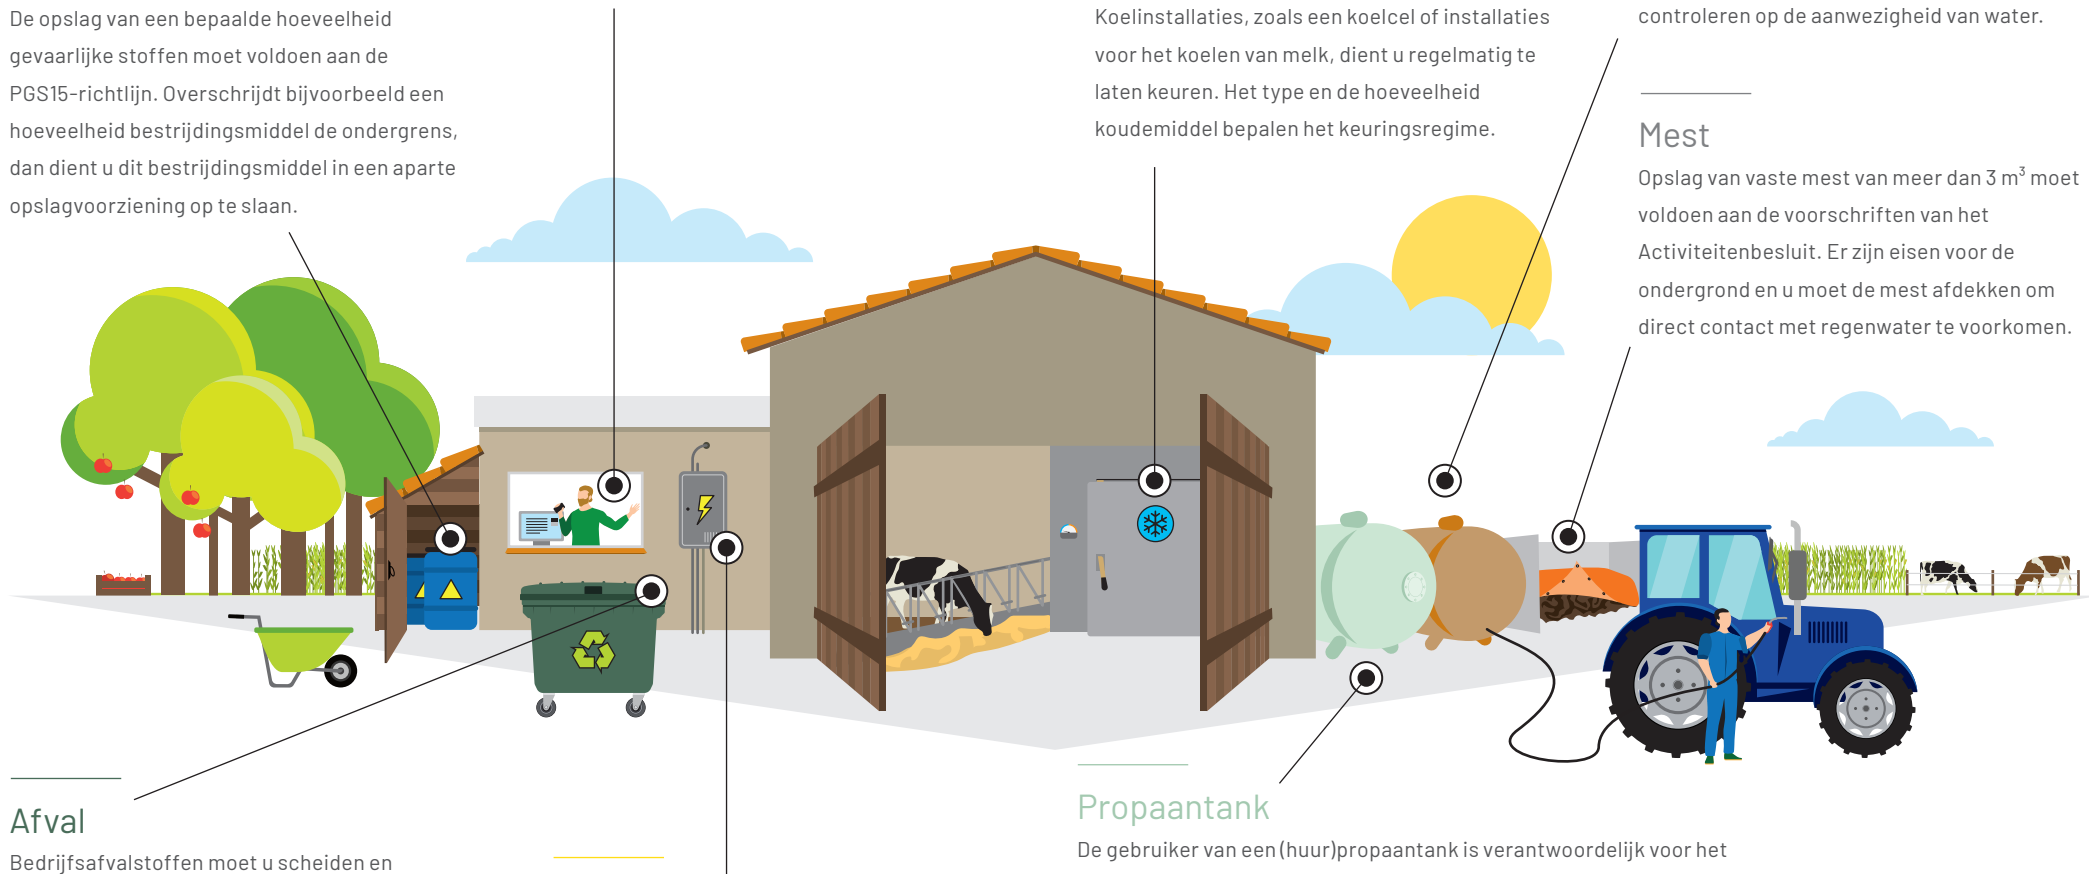 De opslag van een bepaalde hoeveelheid
gevaarlijke stoffen moet voldoen aan de
PGS15-richtlijn. Overschrijdt bijvoorbeeld een
hoeveelheid bestrijdingsmiddel de ondergrens,
dan dient u dit bestrijdingsmiddel in een aparte
opslagvoorziening op te slaan.
Koelinstallaties, zoals een koelcel of installaties
voor het koelen van melk, dient u regelmatig te
laten keuren. Het type en de hoeveelheid
koudemiddel bepalen het keuringsregime.
controleren op de aanwezigheid van water.
Mest
Opslag van vaste mest van meer dan 3 m³ moet
voldoen aan de voorschriften van het
Activiteitenbesluit. Er zijn eisen voor de
ondergrond en u moet de mest afdekken om
direct contact met regenwater te voorkomen.
Afval
Bedrijfsafvalstoffen moet u scheiden en
Propaantank
De gebruiker van een (huur)propaantank is verantwoordelijk voor het